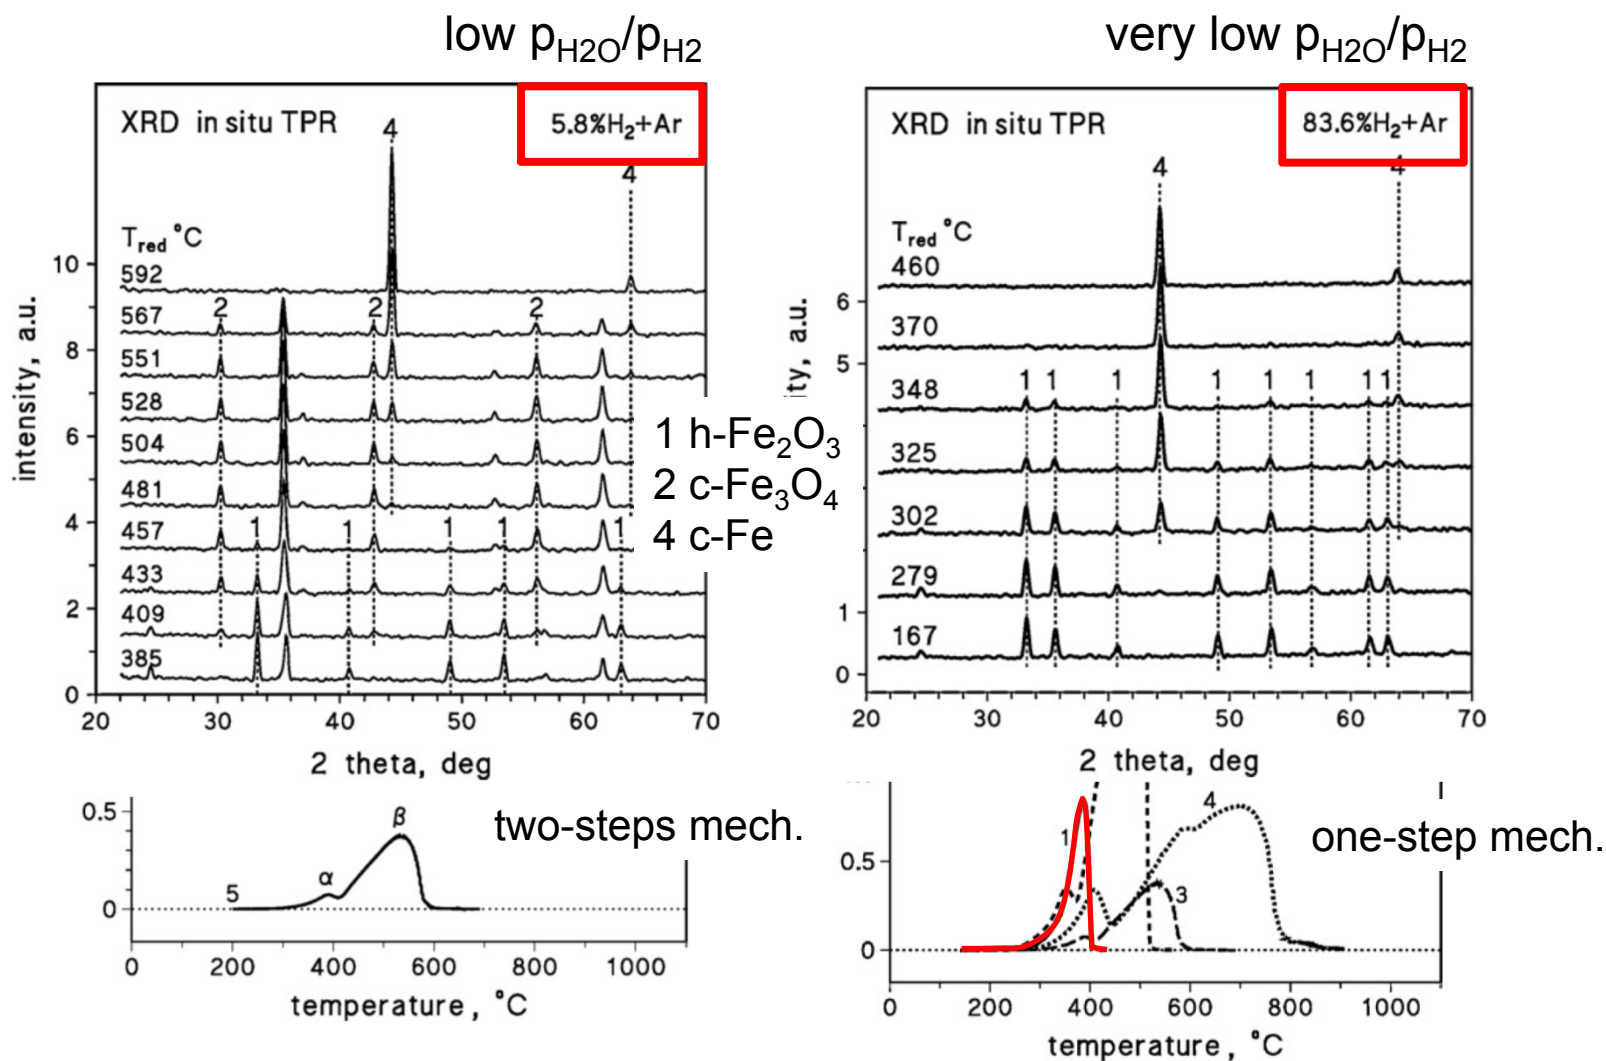 low pH2O/pH2
very low pH2O/pH2
XRD in situ TPR
5.8%H2+Ar
4
4
Tred °C
592
567
551
528
504
481
457
433
409
385
2
2
2
1
1
1
1
1
10
8
6
4
2
0
intensity, a.u.
20 30 40 50 60 70
2 theta, deg
1 h-Fe2O3
2 c-Fe3O4
4 c-Fe
XRD in situ TPR
83.6%H2+Ar
4
4
Tred °C
460
370
348
325
302
279
167
1 1 1 1 1 1 1 1
6
5
1
0
ity, a.u.
20 30 40 50 60 70
2 theta, deg
0.5
0
5
α
β
two-steps mech.
0 200 400 600 800 1000
temperature, °C
0.5
0
1
3
4
one-step mech.
0 200 400 600 800 1000
temperature, °C